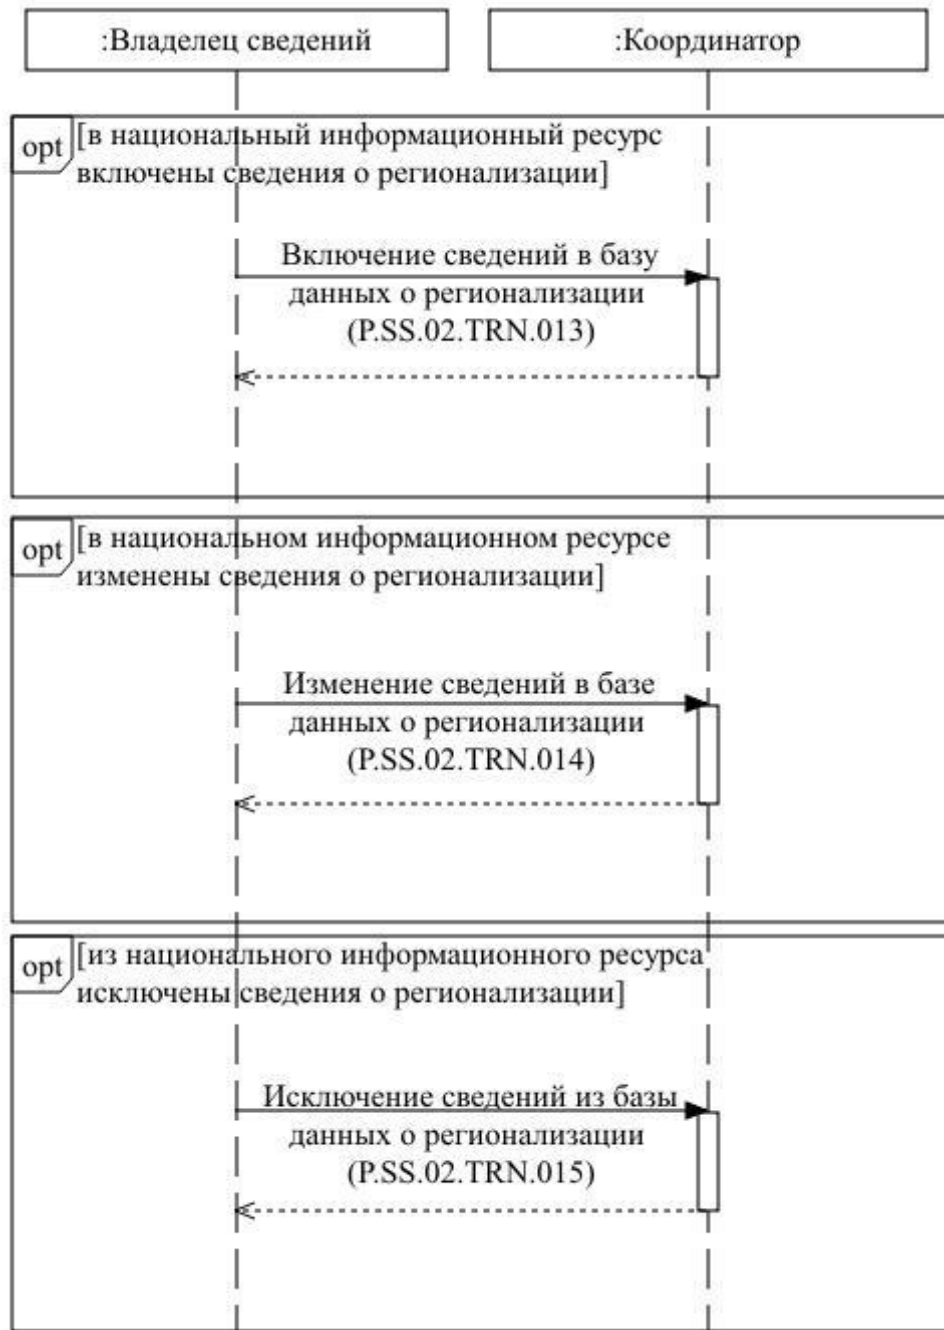 :Владелец сведений
:Координатор
opt
[в национальный информационный ресурс
включены сведения о регионализации]
Включение сведений в базу
данных о регионализации
(P.SS.02.TRN.013)
opt
[в национальном информационном ресурсе
изменены сведения о регионализации]
Изменение сведений в базе
данных о регионализации
(P.SS.02.TRN.014)
opt
[из национального информационного ресурса
исключены сведения о регионализации]
Исключение сведений из базы
данных о регионализации
(P.SS.02.TRN.015)